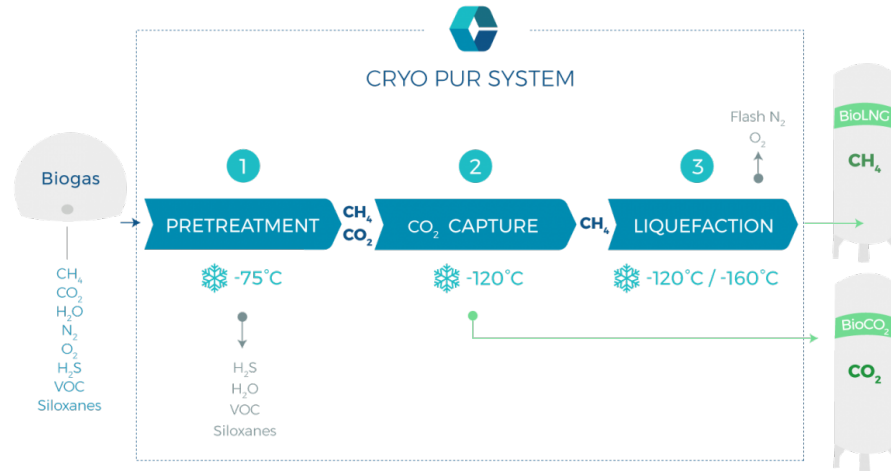 CRYO PUR SYSTEM
Biogas
CH₄
CO₂
H₂O
N₂
O₂
H₂S
VOC
Siloxanes
1
PRETREATMENT
-75°C
H₂S
H₂O
VOC
Siloxanes
CH₄
CO₂
2
CO₂ CAPTURE
-120°C
CH₄
3
LIQUEFACTION
-120°C / -160°C
Flash N₂
O₂
BioLNG
CH₄
BioCO₂
CO₂